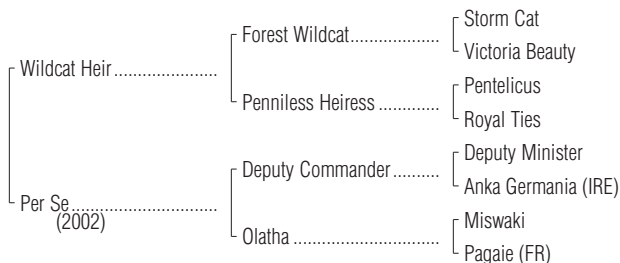 Storm Cat
Forest Wildcat....................
Victoria Beauty
Wildcat Heir.......................
Pentelicus
Penniless Heiress..............
Royal Ties
Deputy Minister
Deputy Commander..........
Anka Germania (IRE)
Per Se................................
(2002)
Miswaki
Olatha ................................
Pagaie (FR)